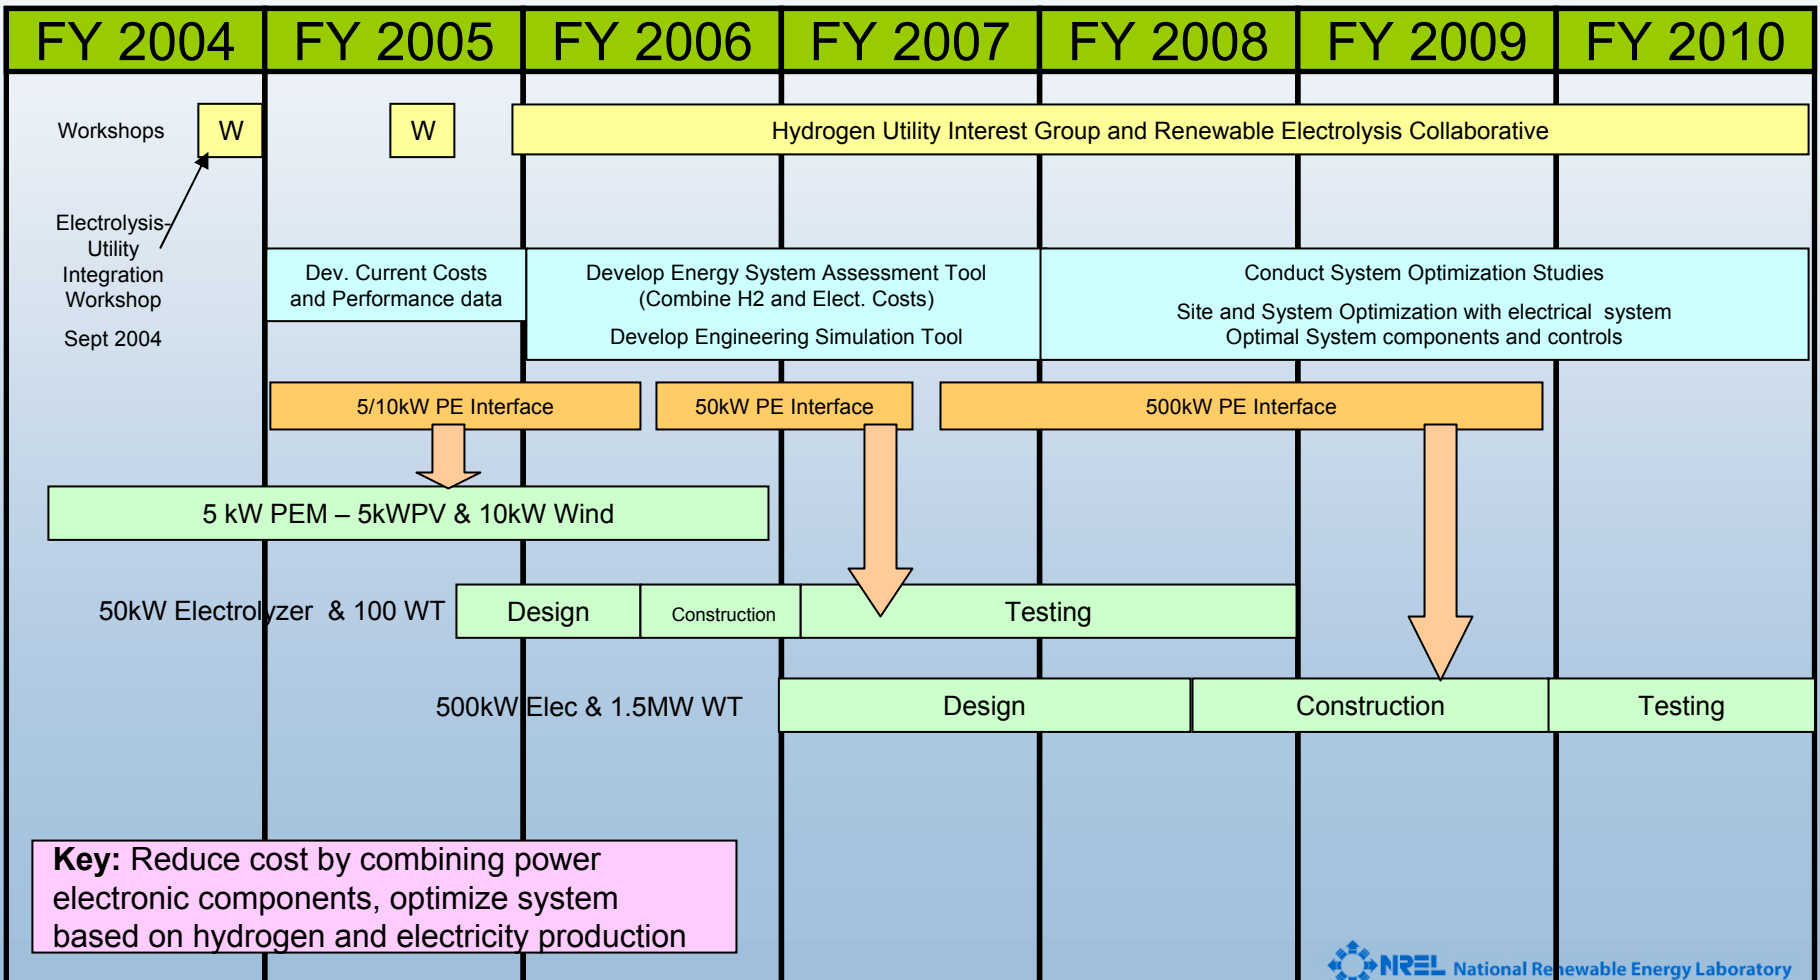 FY 2004 FY 2005 FY 2006 FY 2007 FY 2008 FY 2009 FY 2010
Workshops W W Hydrogen Utility Interest Group and Renewable Electrolysis Collaborative
Electrolysis-
Utility
Integration
Workshop
Sept 2004
Dev. Current Costs
and Performance data
Develop Energy System Assessment Tool
(Combine H2 and Elect. Costs)
Develop Engineering Simulation Tool
Conduct System Optimization Studies
Site and System Optimization with electrical system
Optimal System components and controls
5/10kW PE Interface 50kW PE Interface 500kW PE Interface
5 kW PEM – 5kWPV & 10kW Wind
50kW Electrolyzer & 100 WT Design Construction Testing
500kW Elec & 1.5MW WT Design Construction Testing
Key: Reduce cost by combining power
electronic components, optimize system
based on hydrogen and electricity production
NREL National Renewable Energy Laboratory